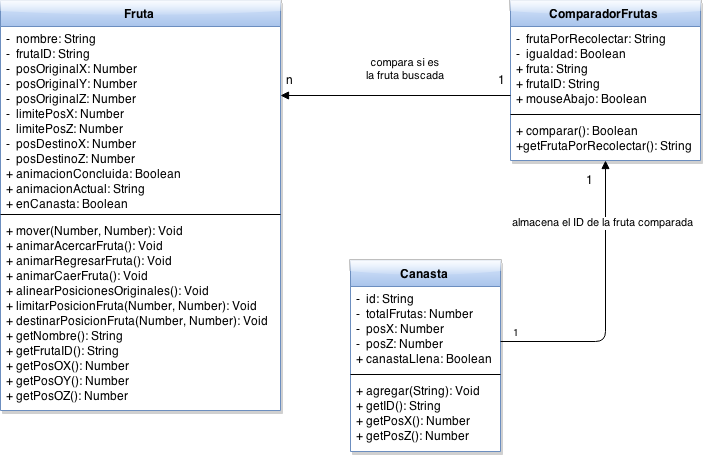 Fruta
- nombre: String
- frutaID: String
- posOriginalX: Number
- posOriginalY: Number
- posOriginalZ: Number
- limitePosX: Number
- limitePosZ: Number
- posDestinoX: Number
- posDestinoZ: Number
+ animacionConcluida: Boolean
+ animacionActual: String
+ enCanasta: Boolean
+ mover(Number, Number): Void
+ animarAcercarFruta(): Void
+ animarRegresarFruta(): Void
+ animarCaerFruta(): Void
+ alinearPosicionesOriginales(): Void
+ limitarPosicionFruta(Number, Number): Void
+ destinarPosicionFruta(Number, Number): Void
+ getNombre(): String
+ getFrutaID(): String
+ getPosOX(): Number
+ getPosOY(): Number
+ getPosOZ(): Number
n
compara si es
la fruta buscada
1
ComparadorFrutas
- frutaPorRecolectar: String
- igualdad: Boolean
+ fruta: String
+ frutaID: String
+ mouseAbajo: Boolean
+ comparar(): Boolean
+getFrutaPorRecolectar(): String
1
almacena el ID de la fruta comparada
1
Canasta
- id: String
- totalFrutas: Number
- posX: Number
- posZ: Number
+ canastaLlena: Boolean
+ agregar(String): Void
+ getID(): String
+ getPosX(): Number
+ getPosZ(): Number